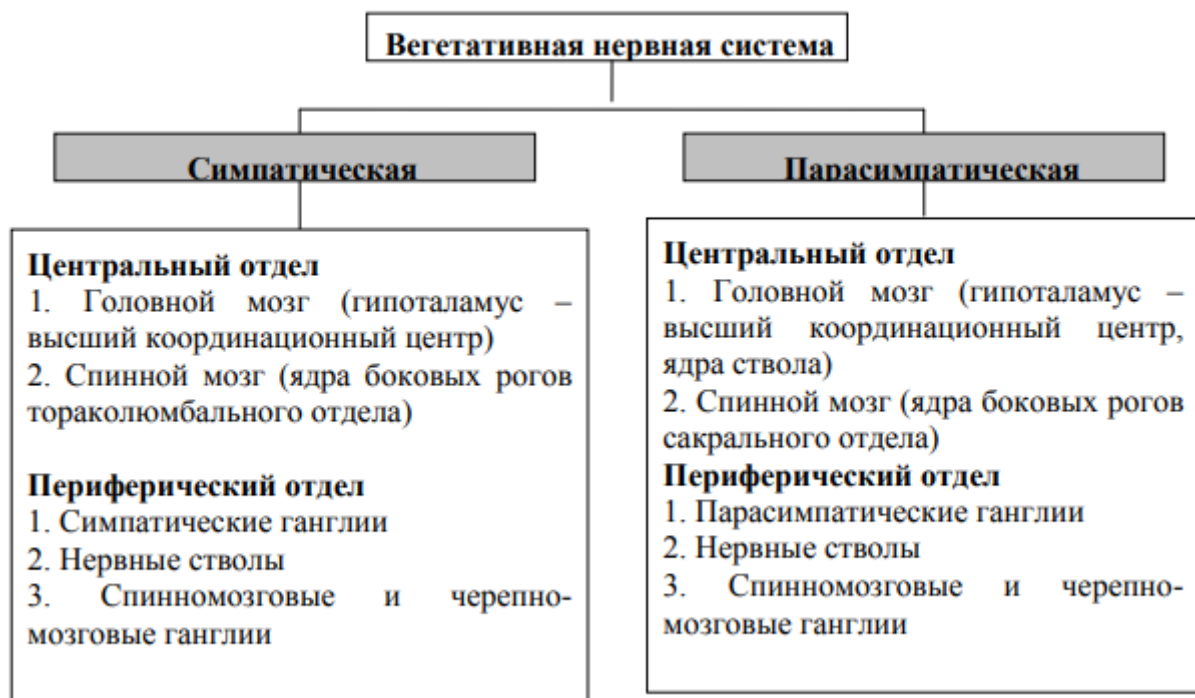 Вегетативная нервная система
Симпатическая
Парасимпатическая
Центральный отдел
1. Головной мозг (гипоталамус –
высший координационный центр)
2. Спинной мозг (ядра боковых рогов
тораколюмбального отдела)
Периферический отдел
1. Симпатические ганглии
2. Нервные стволы
3. Спинномозговые и черепно-
мозговые ганглии
Центральный отдел
1. Головной мозг (гипоталамус –
высший координационный центр,
ядра ствола)
2. Спинной мозг (ядра боковых рогов
сакрального отдела)
Периферический отдел
1. Парасимпатические ганглии
2. Нервные стволы
3. Спинномозговые и черепно-
мозговые ганглии